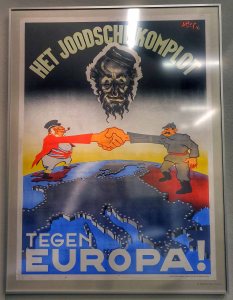 HET JOODSCHE KOMPLOT
TEGEN
EUROPA!